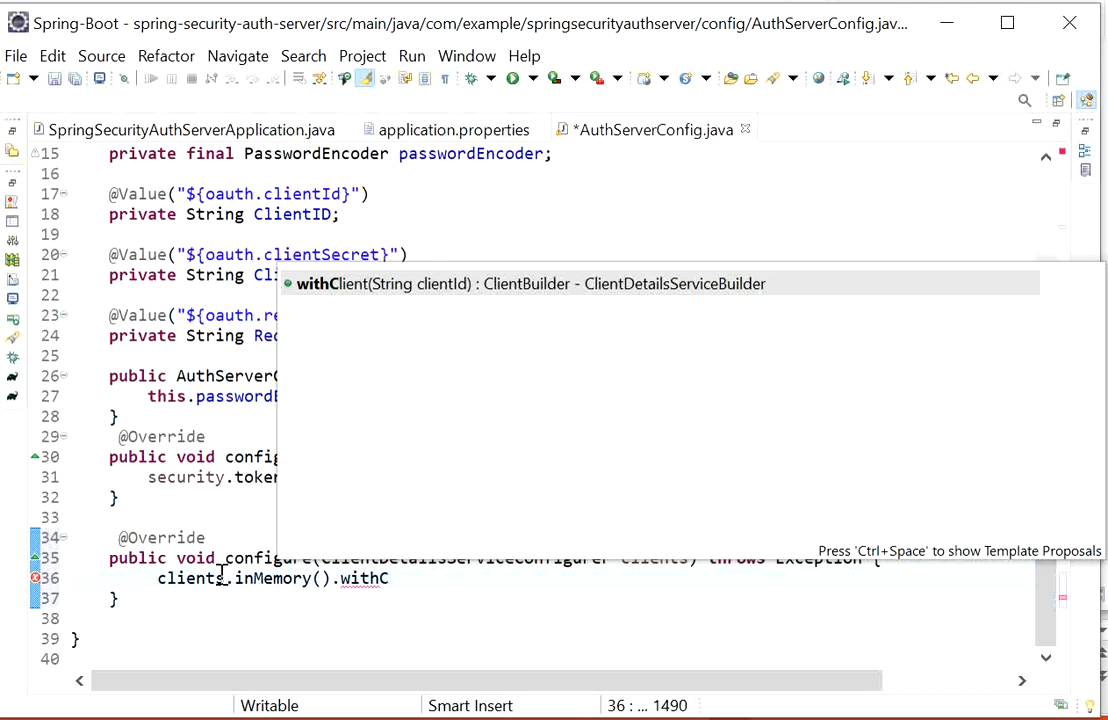 Spring-Boot - spring-security-auth-server/src/main/java/com/example/springsecurityauthserver/config/AuthServerConfig.jav...
File Edit Source Refactor Navigate Search Project Run Window Help
SpringSecurityAuthServerApplication.java application.properties *AuthServerConfig.java
15 private final PasswordEncoder passwordEncoder;
16
17 @Value("${oauth.clientId}")
18 private String ClientID;
19
20 @Value("${oauth.clientSecret}")
21 private String Cli
withClient(String clientId) : ClientBuilder - ClientDetailsServiceBuilder
22
23 @Value("${oauth.re
24 private String Rec
25
26 public AuthServerC
27 this.passwordE
28 }
29 @Override
30 public void config
31 security.token
32 }
33
34 @Override
Press 'Ctrl+Space' to show Template Proposals
35 public void configure(ClientDetailsServiceConfigurer clients) throws Exception {
36 clients.inMemory().withC
37 }
38
39 }
40
Writable Smart Insert 36 : ... 1490